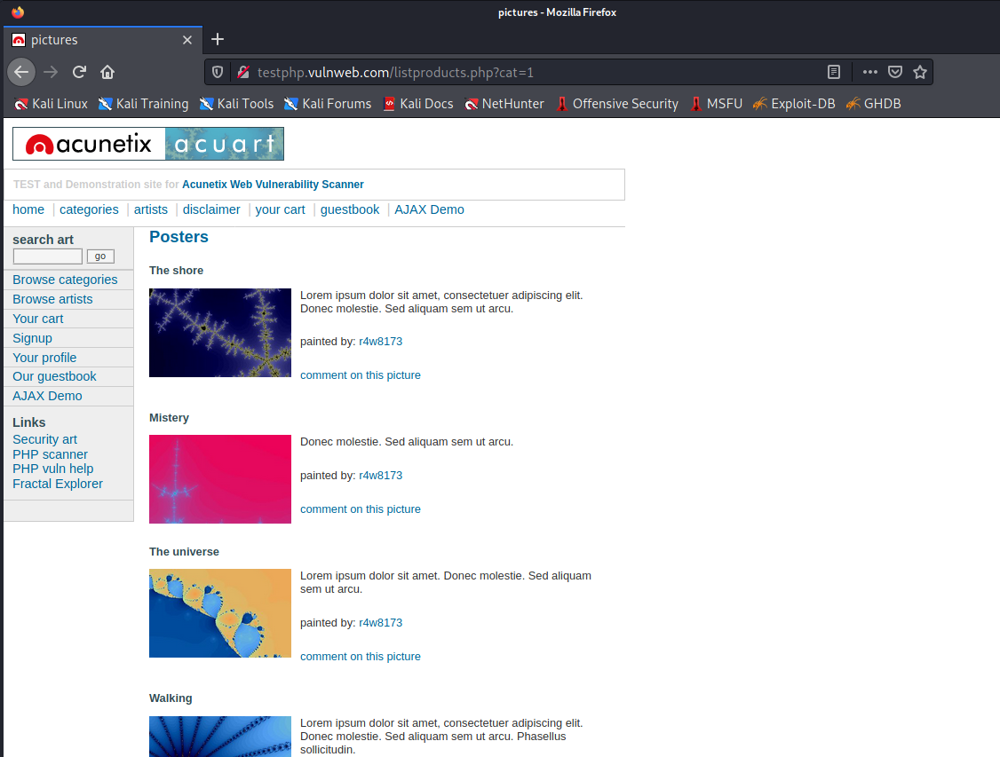 pictures - Mozilla Firefox
pictures
testphp.vulnweb.com/listproducts.php?cat=1
Kali Linux Kali Training Kali Tools Kali Forums Kali Docs NetHunter Offensive Security MSFU Exploit-DB GHDB
acunetix acuart
TEST and Demonstration site for Acunetix Web Vulnerability Scanner
home | categories | artists | disclaimer | your cart | guestbook | AJAX Demo
search art
go
Browse categories
Browse artists
Your cart
Signup
Your profile
Our guestbook
AJAX Demo
Links
Security art
PHP scanner
PHP vuln help
Fractal Explorer
Posters
The shore
Lorem ipsum dolor sit amet, consectetuer adipiscing elit.
Donec molestie. Sed aliquam sem ut arcu.
painted by: r4w8173
comment on this picture
Mistery
Donec molestie. Sed aliquam sem ut arcu.
painted by: r4w8173
comment on this picture
The universe
Lorem ipsum dolor sit amet. Donec molestie. Sed aliquam
sem ut arcu.
painted by: r4w8173
comment on this picture
Walking
Lorem ipsum dolor sit amet, consectetuer adipiscing elit.
Donec molestie. Sed aliquam sem ut arcu. Phasellus
sollicitudin.